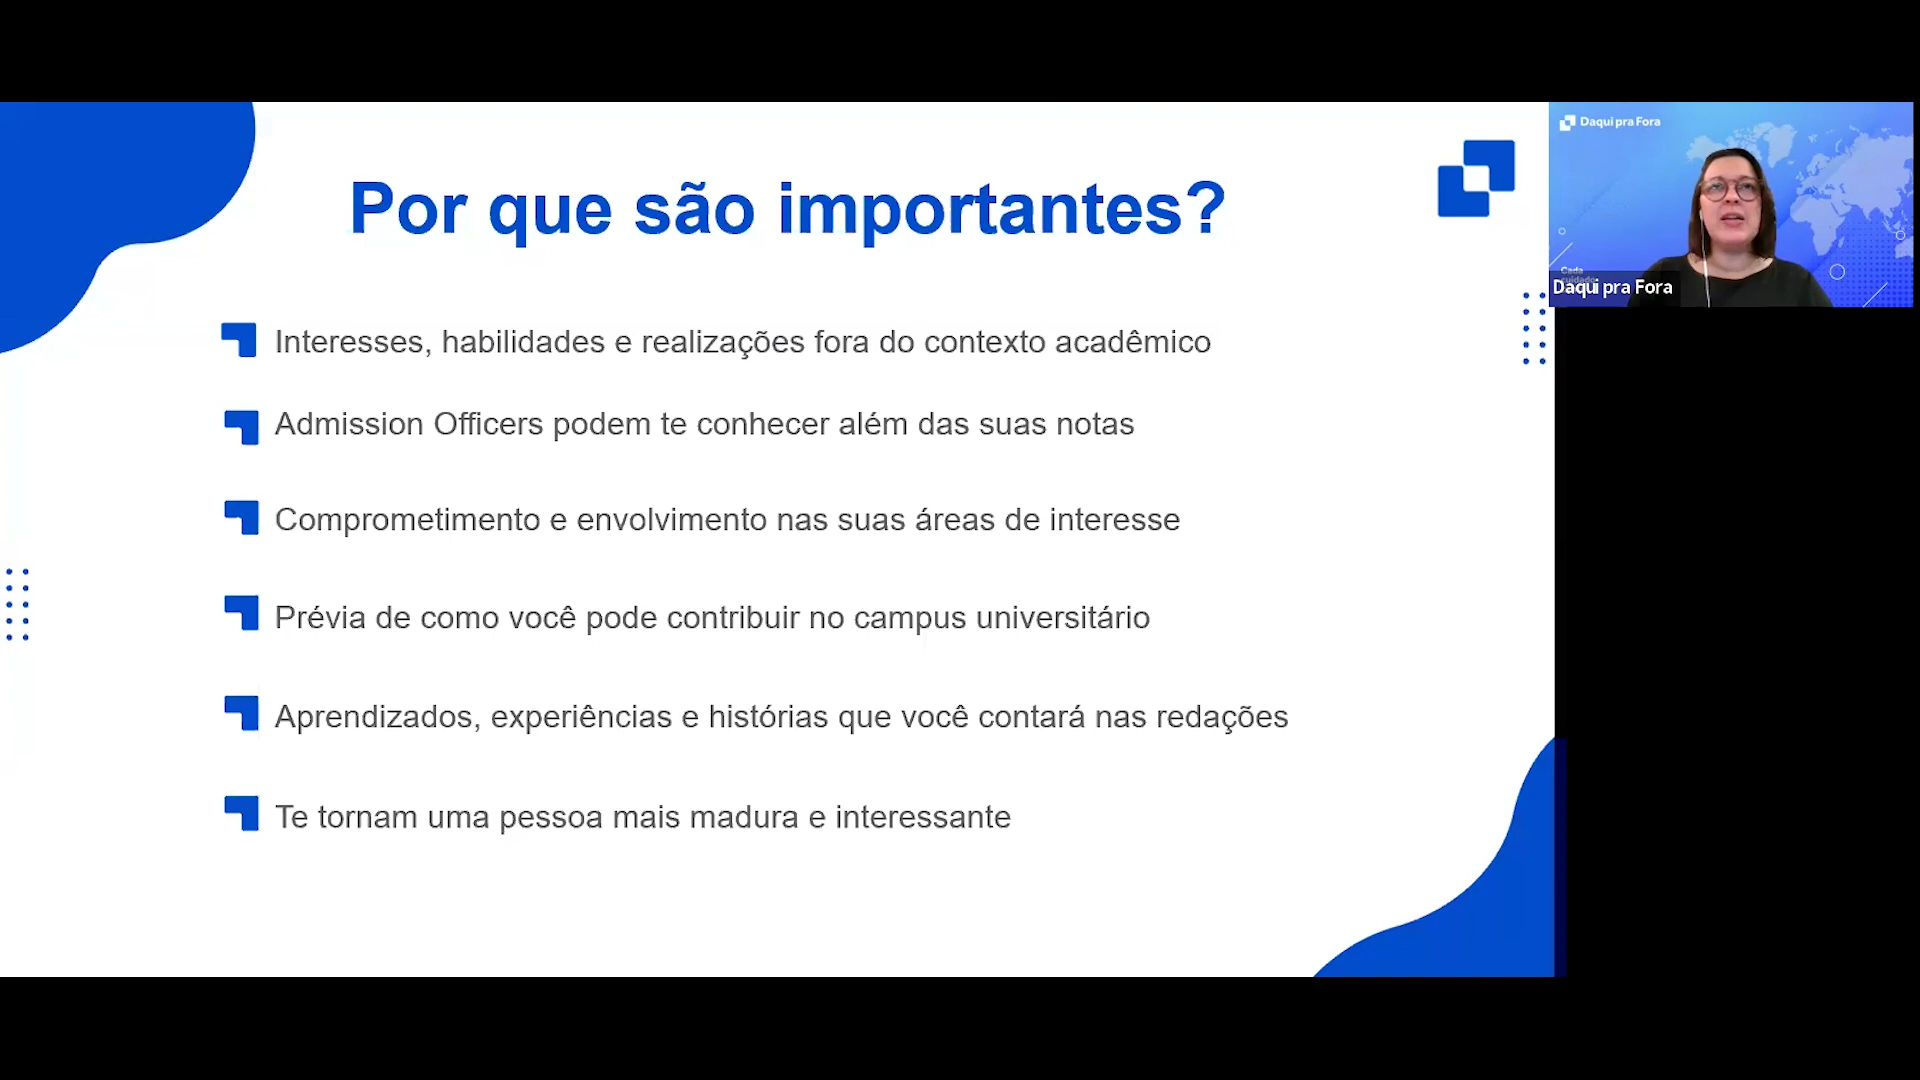 Por que são importantes?
Interesses, habilidades e realizações fora do contexto acadêmico
Admission Officers podem te conhecer além das suas notas
Comprometimento e envolvimento nas suas áreas de interesse
Prévia de como você pode contribuir no campus universitário
Aprendizados, experiências e histórias que você contará nas redações
Te tornam uma pessoa mais madura e interessante
Daqui pra Fora
Cada
cuidado
Daqui pra Fora